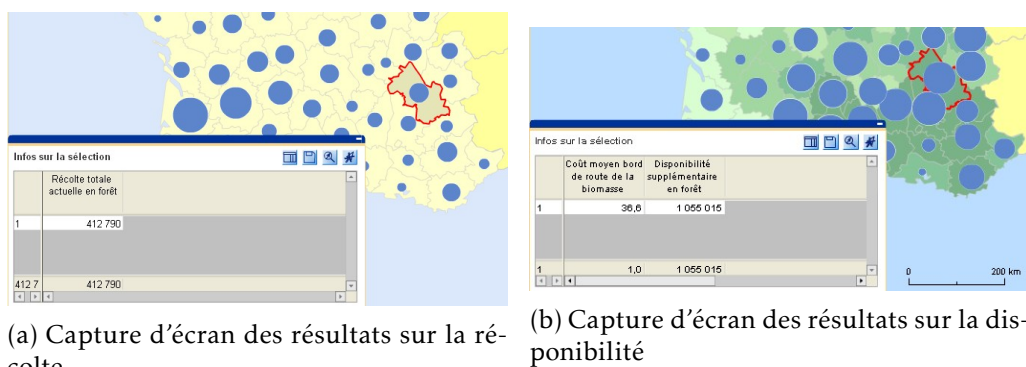 Infos sur la sélection
Récolte totale
actuelle en forêt
1 412 790
412 7 412 790
(a) Capture d'écran des résultats sur la ré-
colte
Infos sur la sélection
Coût moyen bord
de route de la
biomasse
Disponibilité
supplémentaire
en forêt
1 36,6 1 055 015
1 1,0 1 055 015
0 200 km
(b) Capture d'écran des résultats sur la dis-
ponibilité